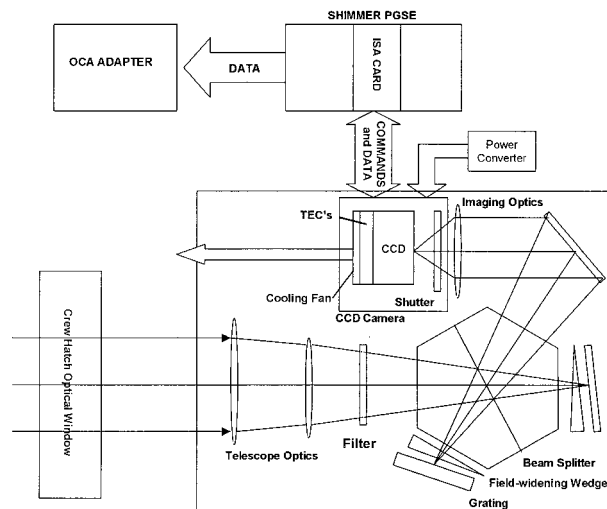 SHIMMER PGSE
OCA ADAPTER
DATA
ISA CARD
COMMANDS
and DATA
Power
Converter
TEC's
CCD
Imaging Optics
Cooling Fan
Shutter
CCD Camera
Crew Hatch Optical Window
Telescope Optics
Filter
Beam Splitter
Field-widening Wedge
Grating